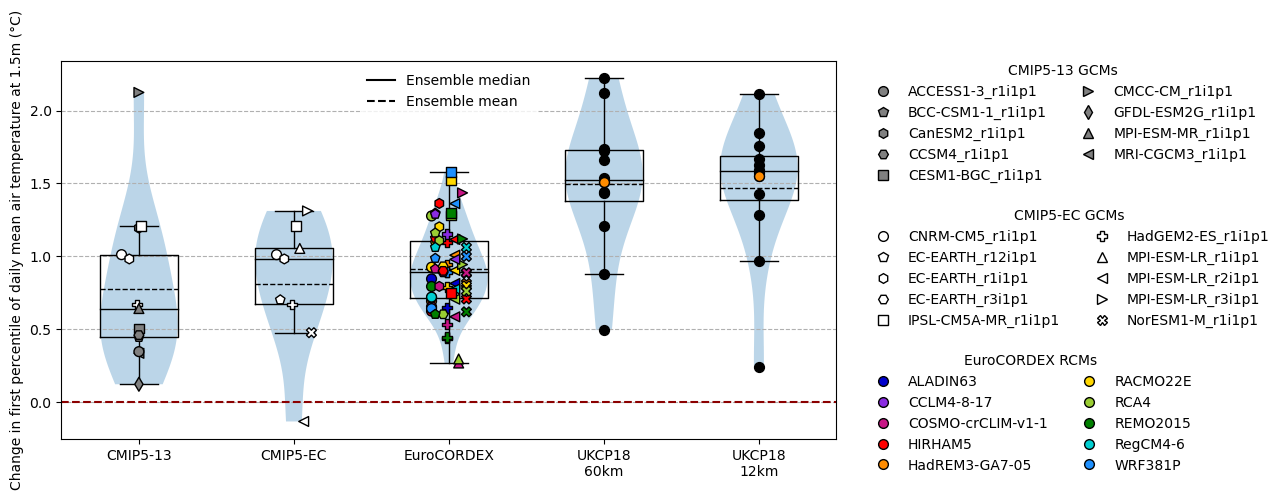 Change in first percentile of daily mean air temperature at 1.5m (°C)
2.0
1.5
1.0
0.5
0.0
Ensemble median
Ensemble mean
CMIP5-13
CMIP5-EC
EuroCORDEX
UKCP18
60km
UKCP18
12km
CMIP5-13 GCMs
ACCESS1-3_r1i1p1
BCC-CSM1-1_r1i1p1
CanESM2_r1i1p1
CCSM4_r1i1p1
CESM1-BGC_r1i1p1
CMCC-CM_r1i1p1
GFDL-ESM2G_r1i1p1
MPI-ESM-MR_r1i1p1
MRI-CGCM3_r1i1p1
CMIP5-EC GCMs
CNRM-CM5_r1i1p1
EC-EARTH_r12i1p1
EC-EARTH_r1i1p1
EC-EARTH_r3i1p1
IPSL-CM5A-MR_r1i1p1
HadGEM2-ES_r1i1p1
MPI-ESM-LR_r1i1p1
MPI-ESM-LR_r2i1p1
MPI-ESM-LR_r3i1p1
NorESM1-M_r1i1p1
EuroCORDEX RCMs
ALADIN63
CCLM4-8-17
COSMO-crCLIM-v1-1
HIRHAM5
HadREM3-GA7-05
RACMO22E
RCA4
REMO2015
RegCM4-6
WRF381P